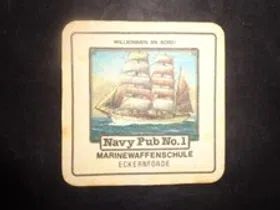 WILLKOMMEN AN BORD!
Navy Pub No.1
MARINEWAFFENSCHULE
ECKERNFÖRDE